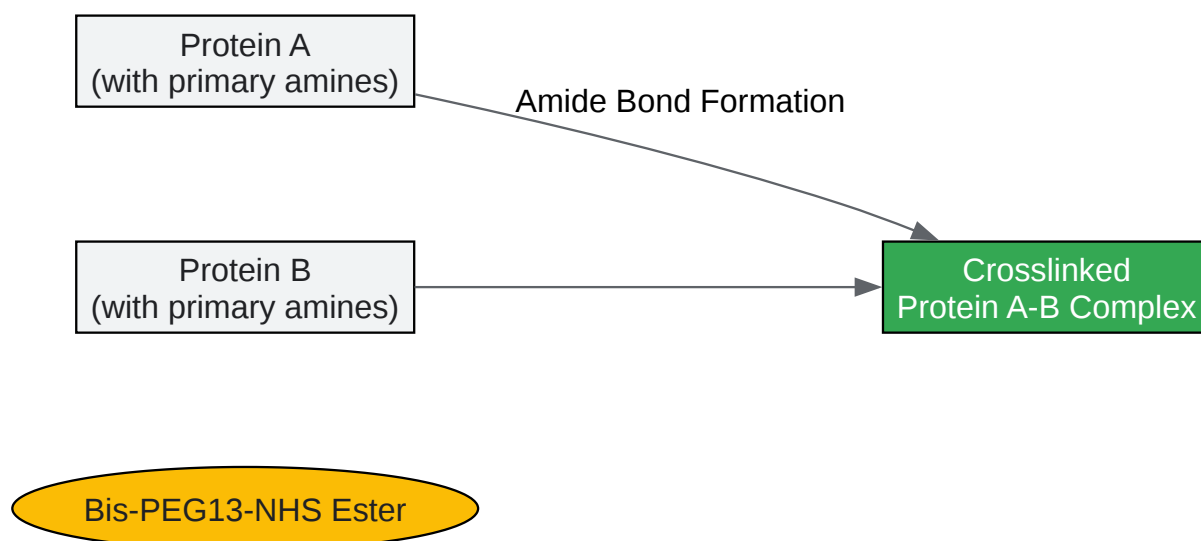 Protein A
(with primary amines)
Amide Bond Formation
Protein B
(with primary amines)
Crosslinked
Protein A-B Complex
Bis-PEG13-NHS Ester